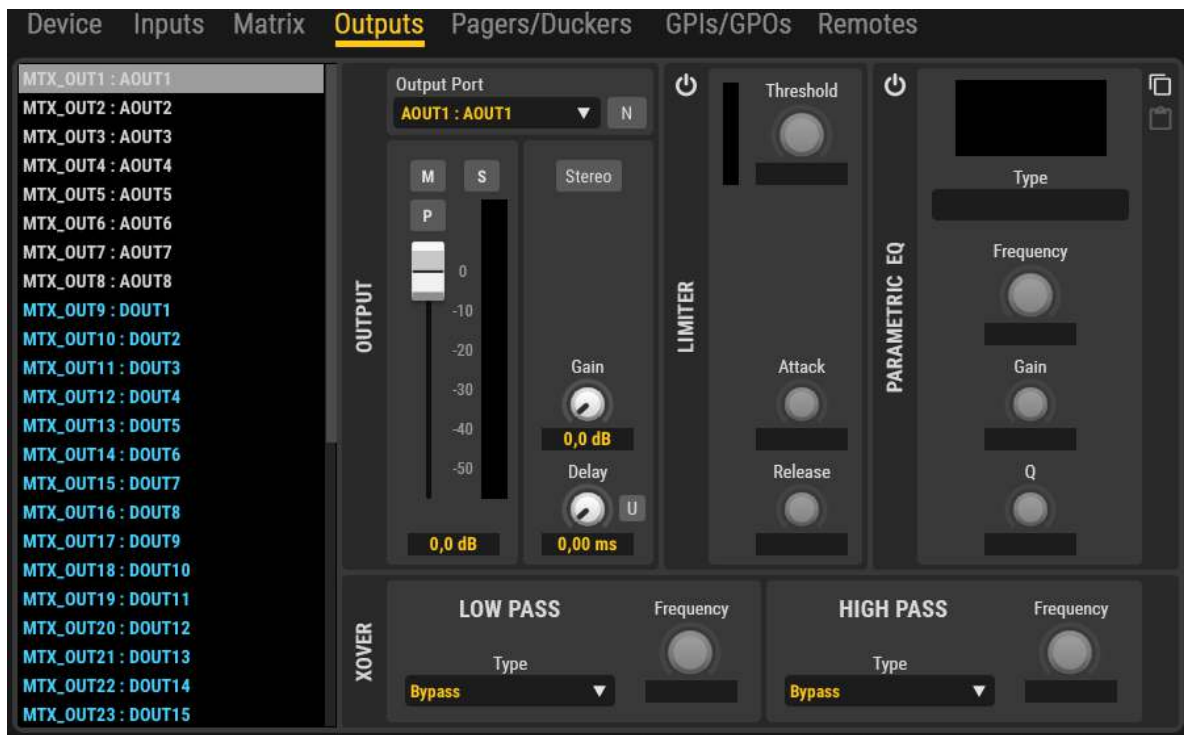 Device Inputs Matrix Outputs Pagers/Duckers GPIs/GPOs Remotes
MTX_OUT1 : AOUT1
MTX_OUT2 : AOUT2
MTX_OUT3 : AOUT3
MTX_OUT4 : AOUT4
MTX_OUT5 : AOUT5
MTX_OUT6 : AOUT6
MTX_OUT7 : AOUT7
MTX_OUT8 : AOUT8
MTX_OUT9 : DOUT1
MTX_OUT10 : DOUT2
MTX_OUT11 : DOUT3
MTX_OUT12 : DOUT4
MTX_OUT13 : DOUT5
MTX_OUT14 : DOUT6
MTX_OUT15 : DOUT7
MTX_OUT16 : DOUT8
MTX_OUT17 : DOUT9
MTX_OUT18 : DOUT10
MTX_OUT19 : DOUT11
MTX_OUT20 : DOUT12
MTX_OUT21 : DOUT13
MTX_OUT22 : DOUT14
MTX_OUT23 : DOUT15
OUTPUT
Output Port
AOUT1 : AOUT1
N
M S
P
0
-10
-20
-30
-40
-50
0,0 dB
Stereo
Gain
0,0 dB
Delay
U
0,00 ms
LIMITER
Threshold
Attack
Release
PARAMETRIC EQ
Type
Frequency
Gain
Q
XOVER
LOW PASS
Type
Bypass
Frequency
HIGH PASS
Type
Bypass
Frequency